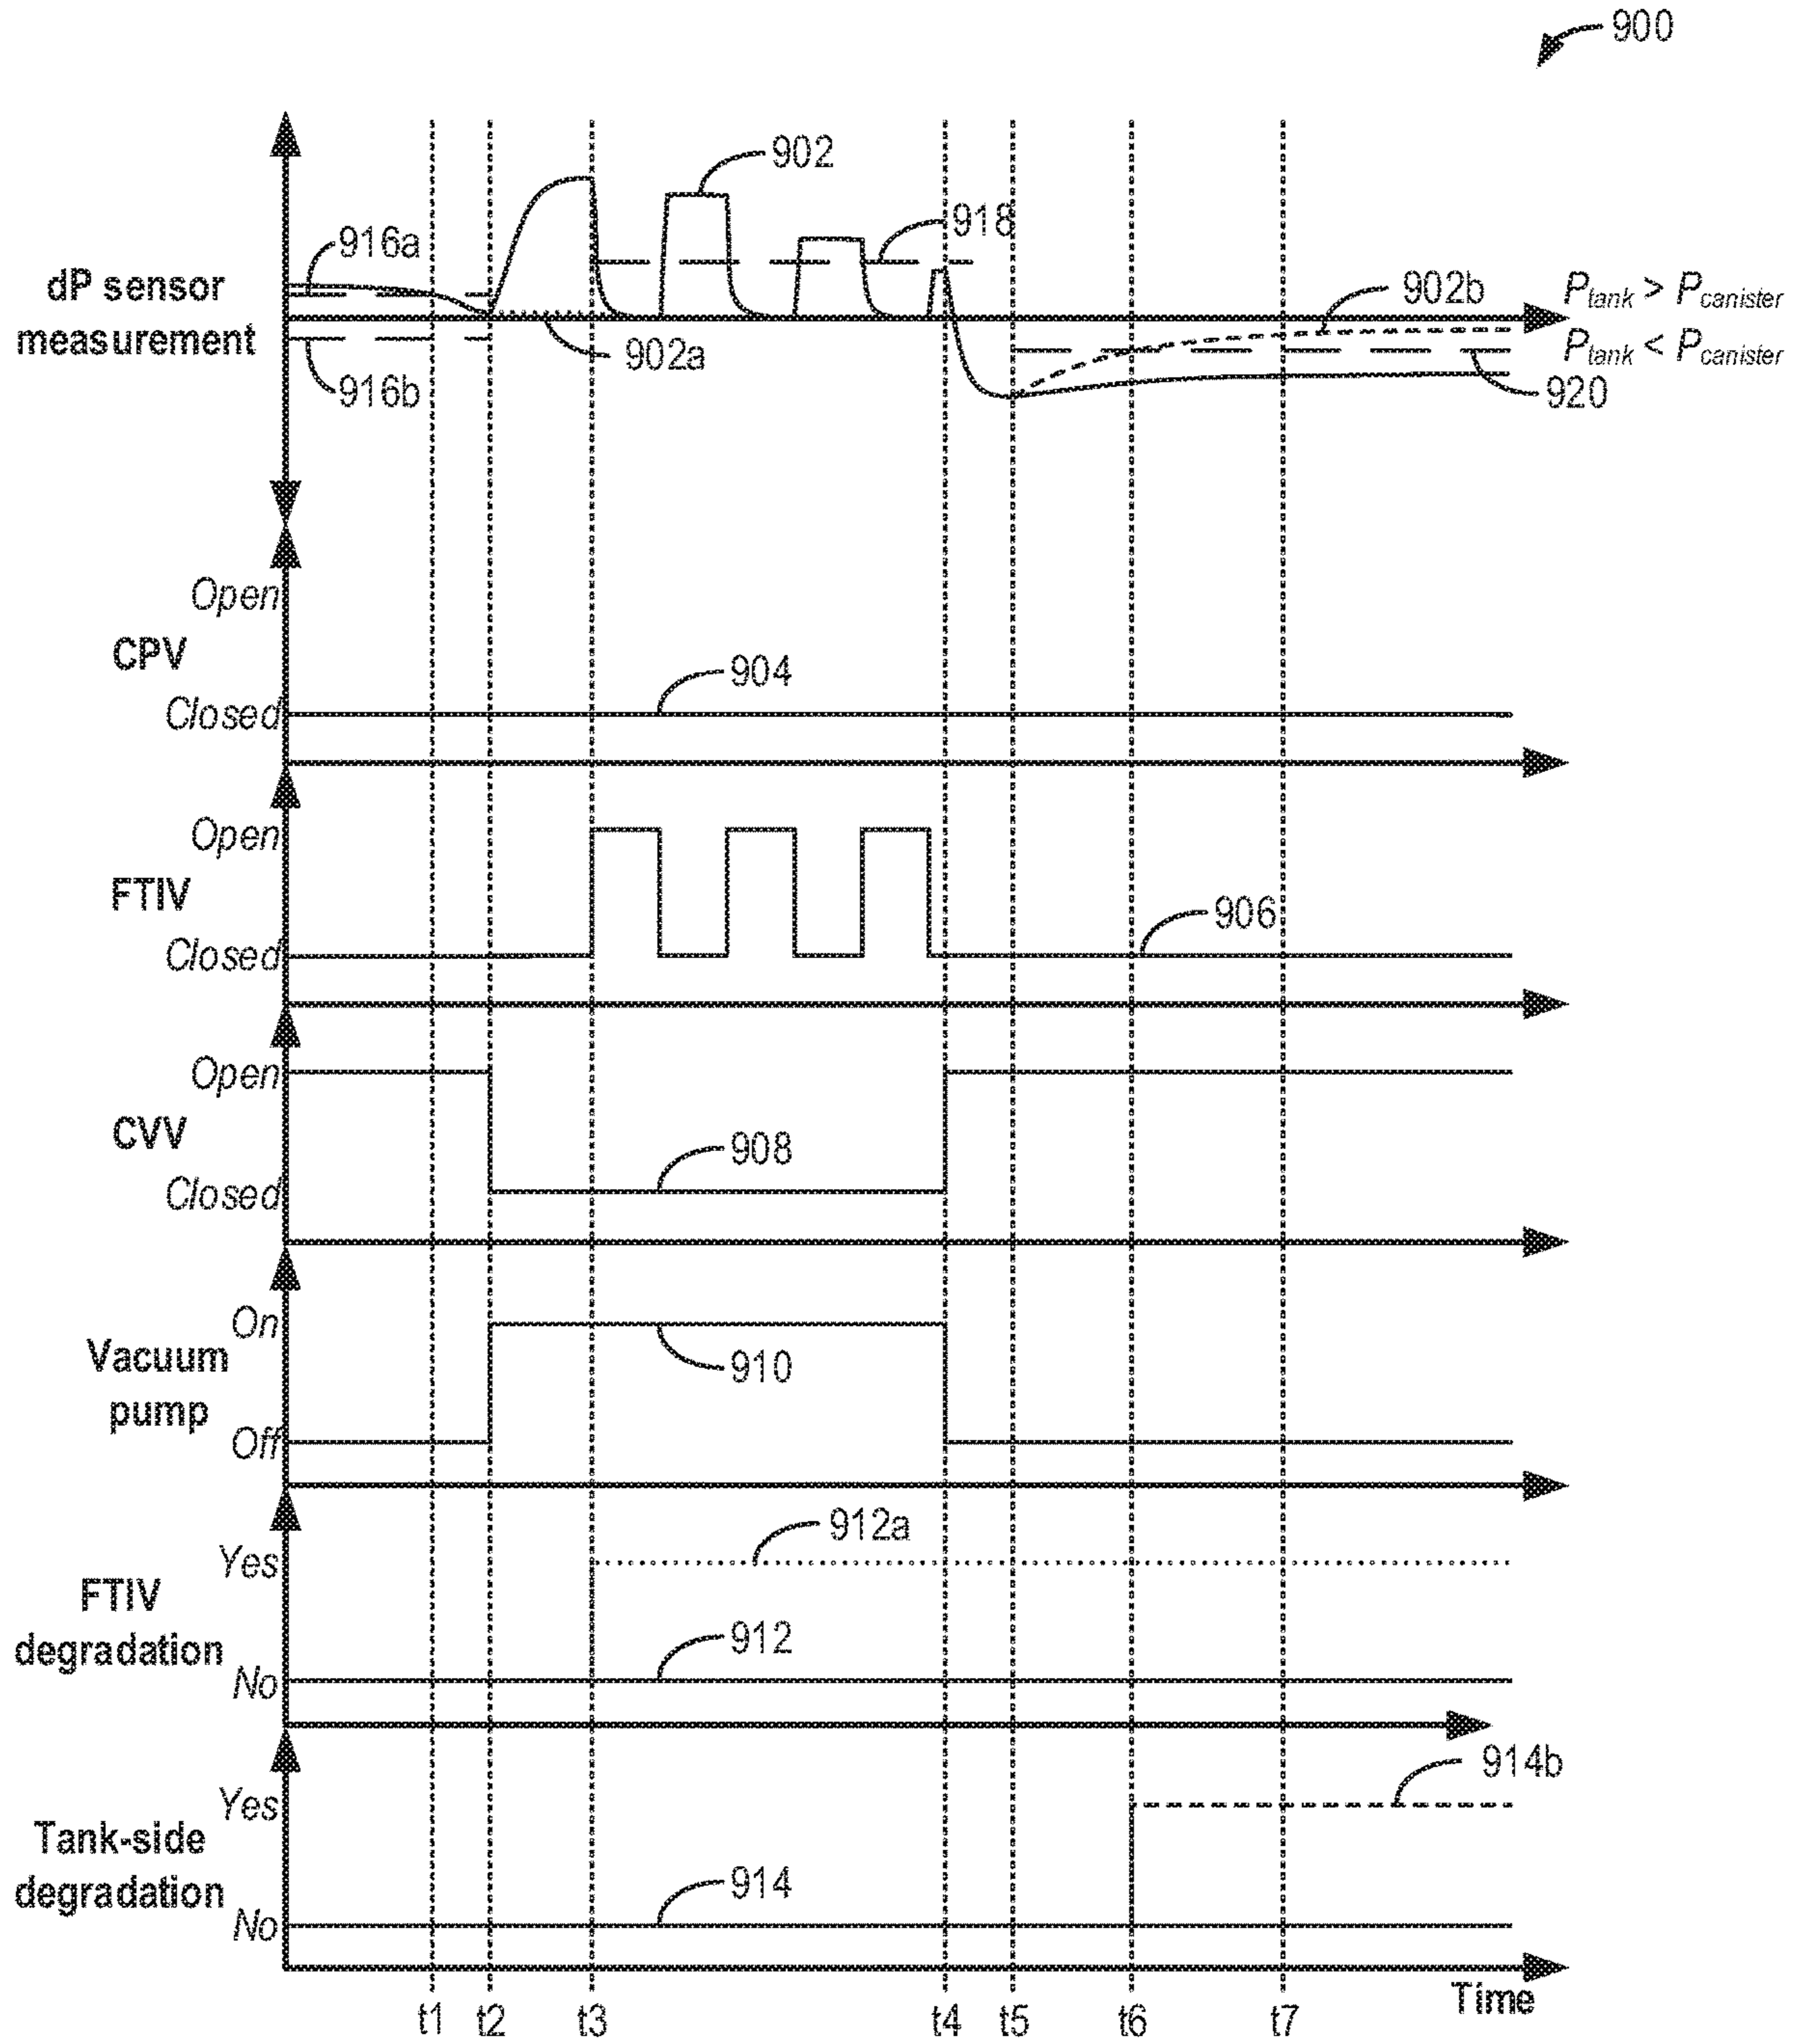 900
902
918
916a
dP sensor
measurement
902b
P_tank > P_canister
P_tank < P_canister
902a
916b
920
Open
CPV
904
Closed
Open
FTIV
906
Closed
Open
CVV
908
Closed
On
Vacuum
pump
910
Off
912a
Yes
FTIV
degradation
912
No
914b
Yes
Tank-side
degradation
914
No
Time
t1 t2 t3 t4 t5 t6 t7